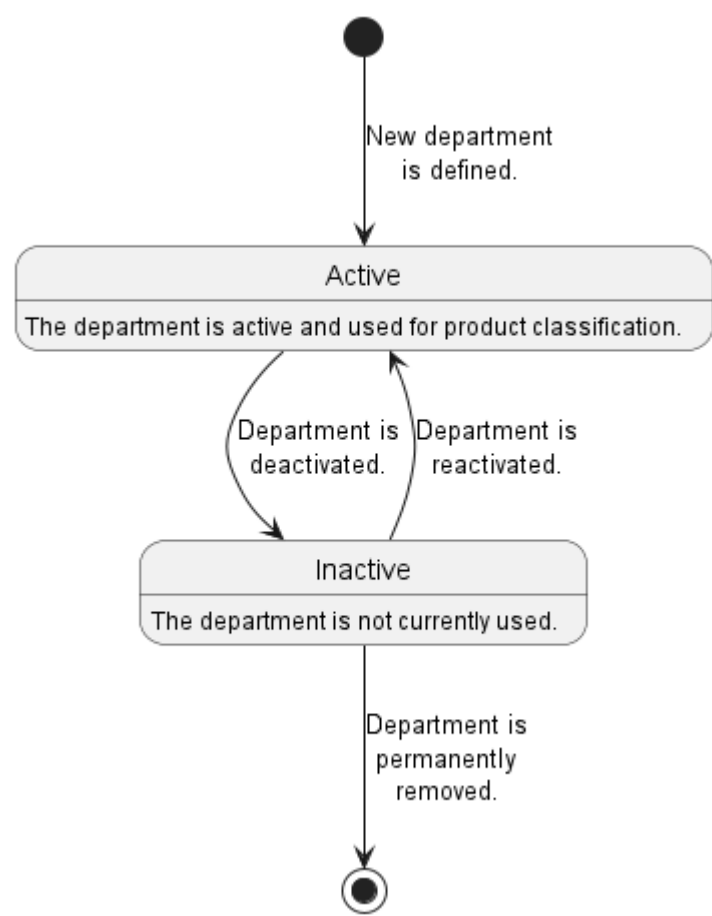 New department
is defined.
Active
The department is active and used for product classification.
Department is
deactivated.
Department is
reactivated.
Inactive
The department is not currently used.
Department is
permanently
removed.